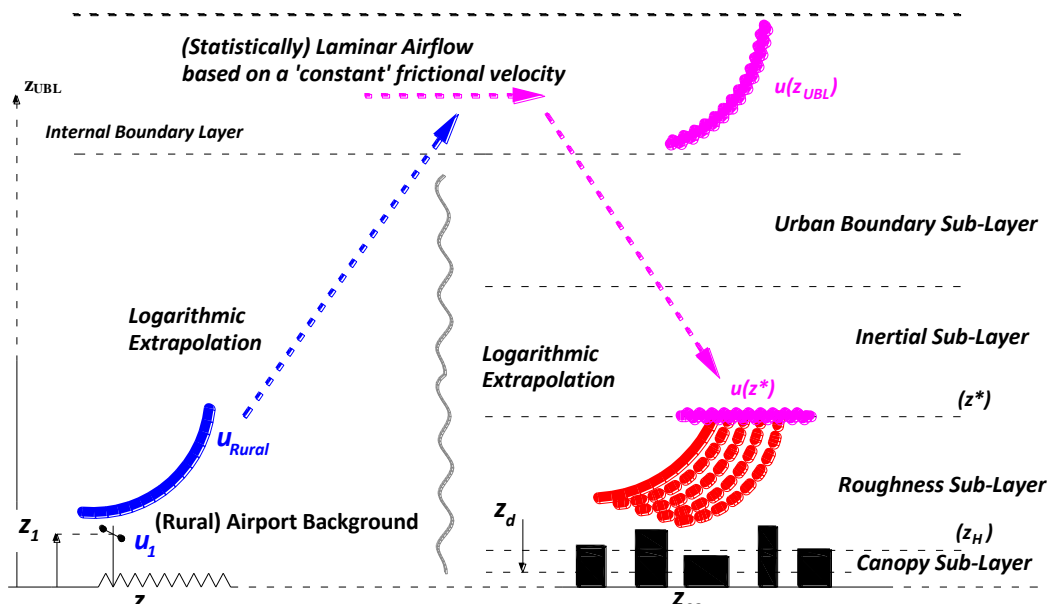 (Statistically) Laminar Airflow
based on a 'constant' frictional velocity
zUBL
u(zUBL)
Internal Boundary Layer
Urban Boundary Sub-Layer
Logarithmic
Extrapolation
Logarithmic
Extrapolation
Inertial Sub-Layer
u(z*)
(z*)
uRural
Roughness Sub-Layer
(Rural) Airport Background
z1
u1
zd
(zH)
Canopy Sub-Layer